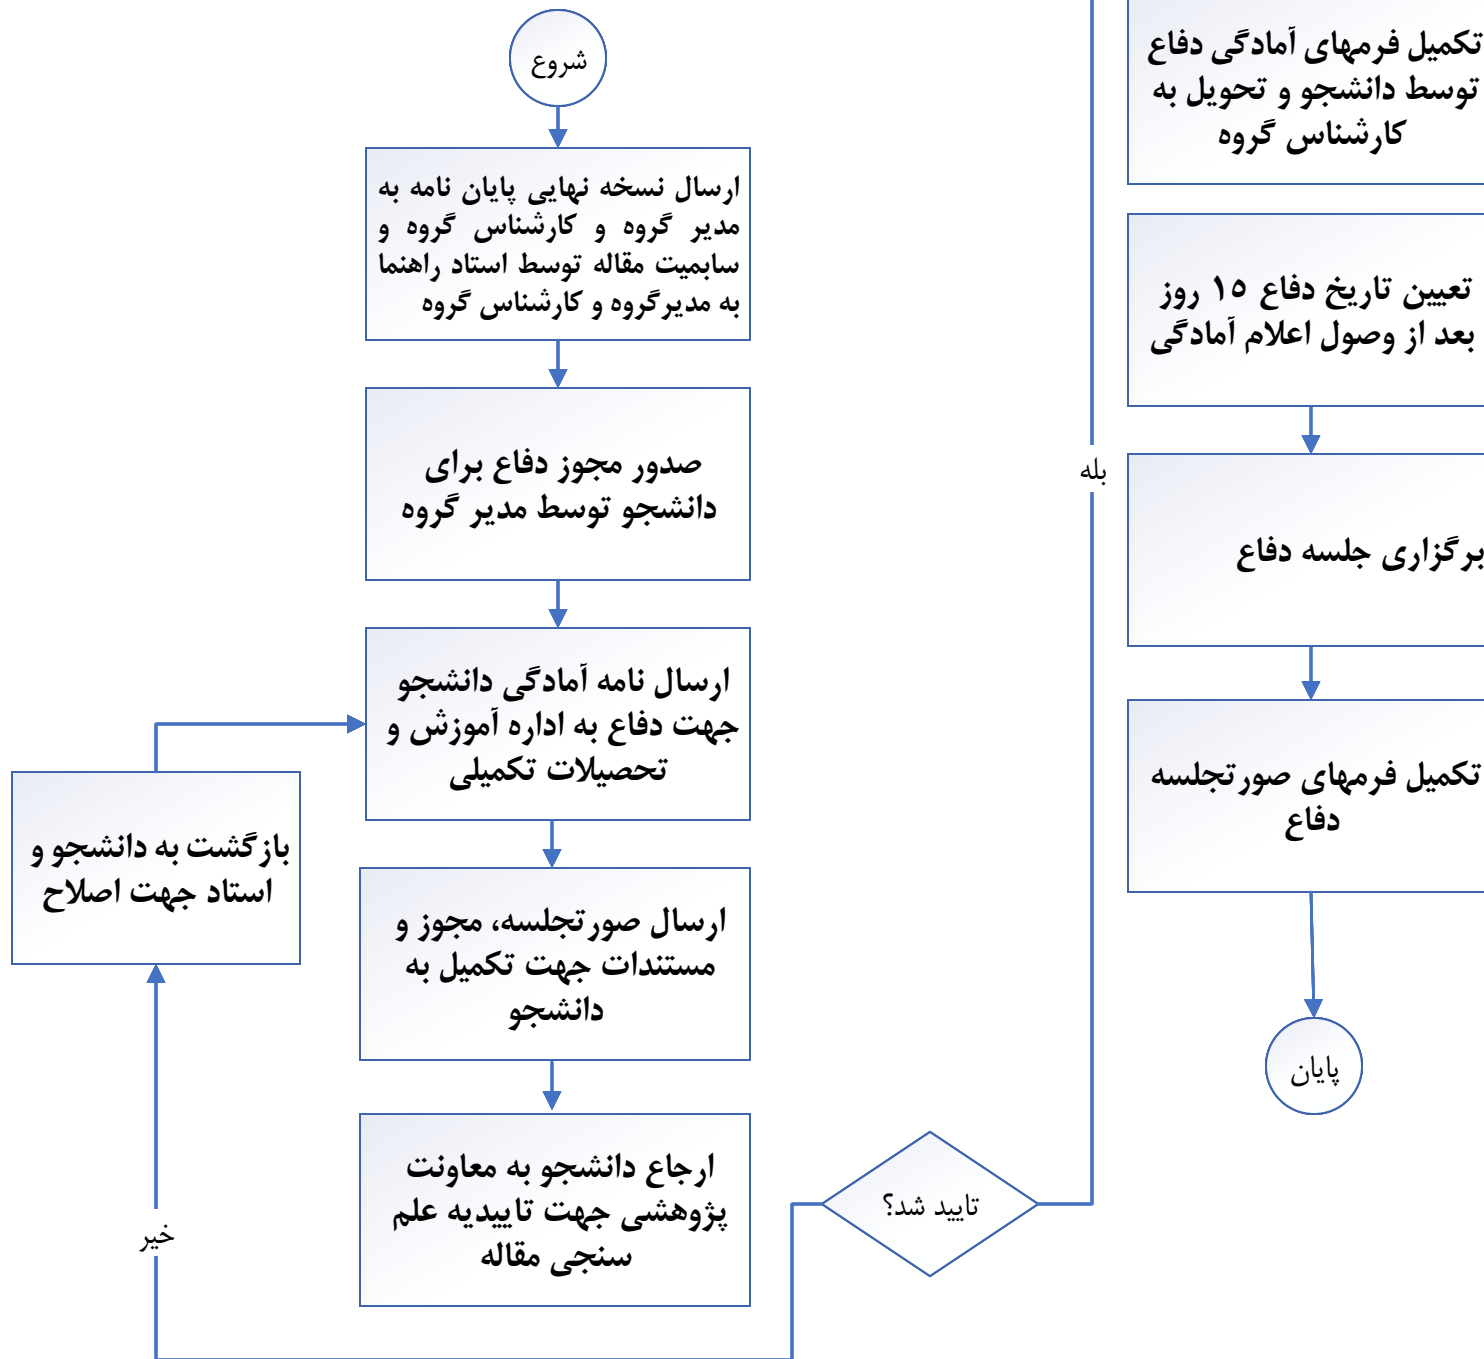 شروع
ارسال نسخه نهایی پایان نامه به
مدیر گروه و کارشناس گروه و
سابمیت مقاله توسط استاد راهنما
به مدیرگروه و کارشناس گروه
صدور مجوز دفاع برای
دانشجو توسط مدیر گروه
ارسال نامه آمادگی دانشجو
جهت دفاع به اداره آموزش و
تحصیلات تکمیلی
بازگشت به دانشجو و
استاد جهت اصلاح
ارسال صورتجلسه، مجوز و
مستندات جهت تکمیل به
دانشجو
ارجاع دانشجو به معاونت
پژوهشی جهت تاییدیه علم
سنجی مقاله
تایید شد؟
خیر
بله
تکمیل فرمهای آمادگی دفاع
توسط دانشجو و تحویل به
کارشناس گروه
تعیین تاریخ دفاع ۱۵ روز
بعد از وصول اعلام آمادگی
برگزاری جلسه دفاع
تکمیل فرمهای صورتجلسه
دفاع
پایان